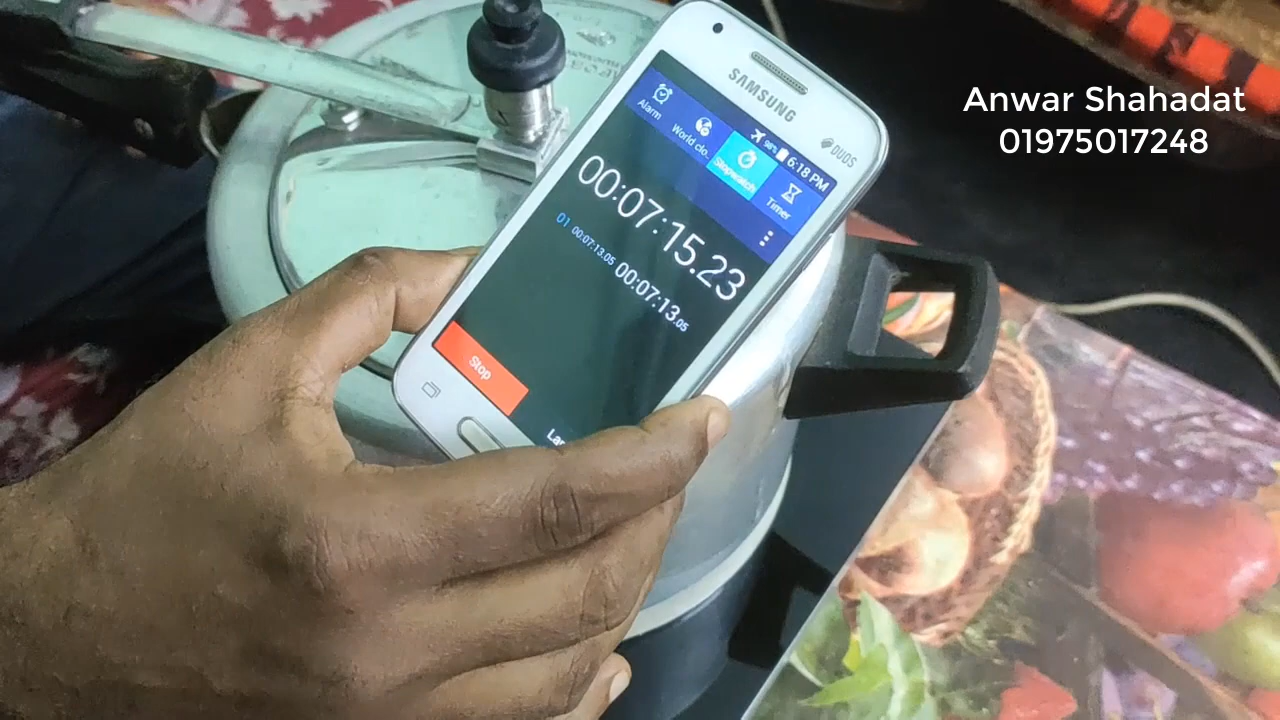 Anwar Shahadat
01975017248
SAMSUNG
DUOS
98% 6:18 PM
Alarm
World clo..
Stopwatch
Timer
00:07:15.23
01 00:07:13.05 00:07:13.05
Stop